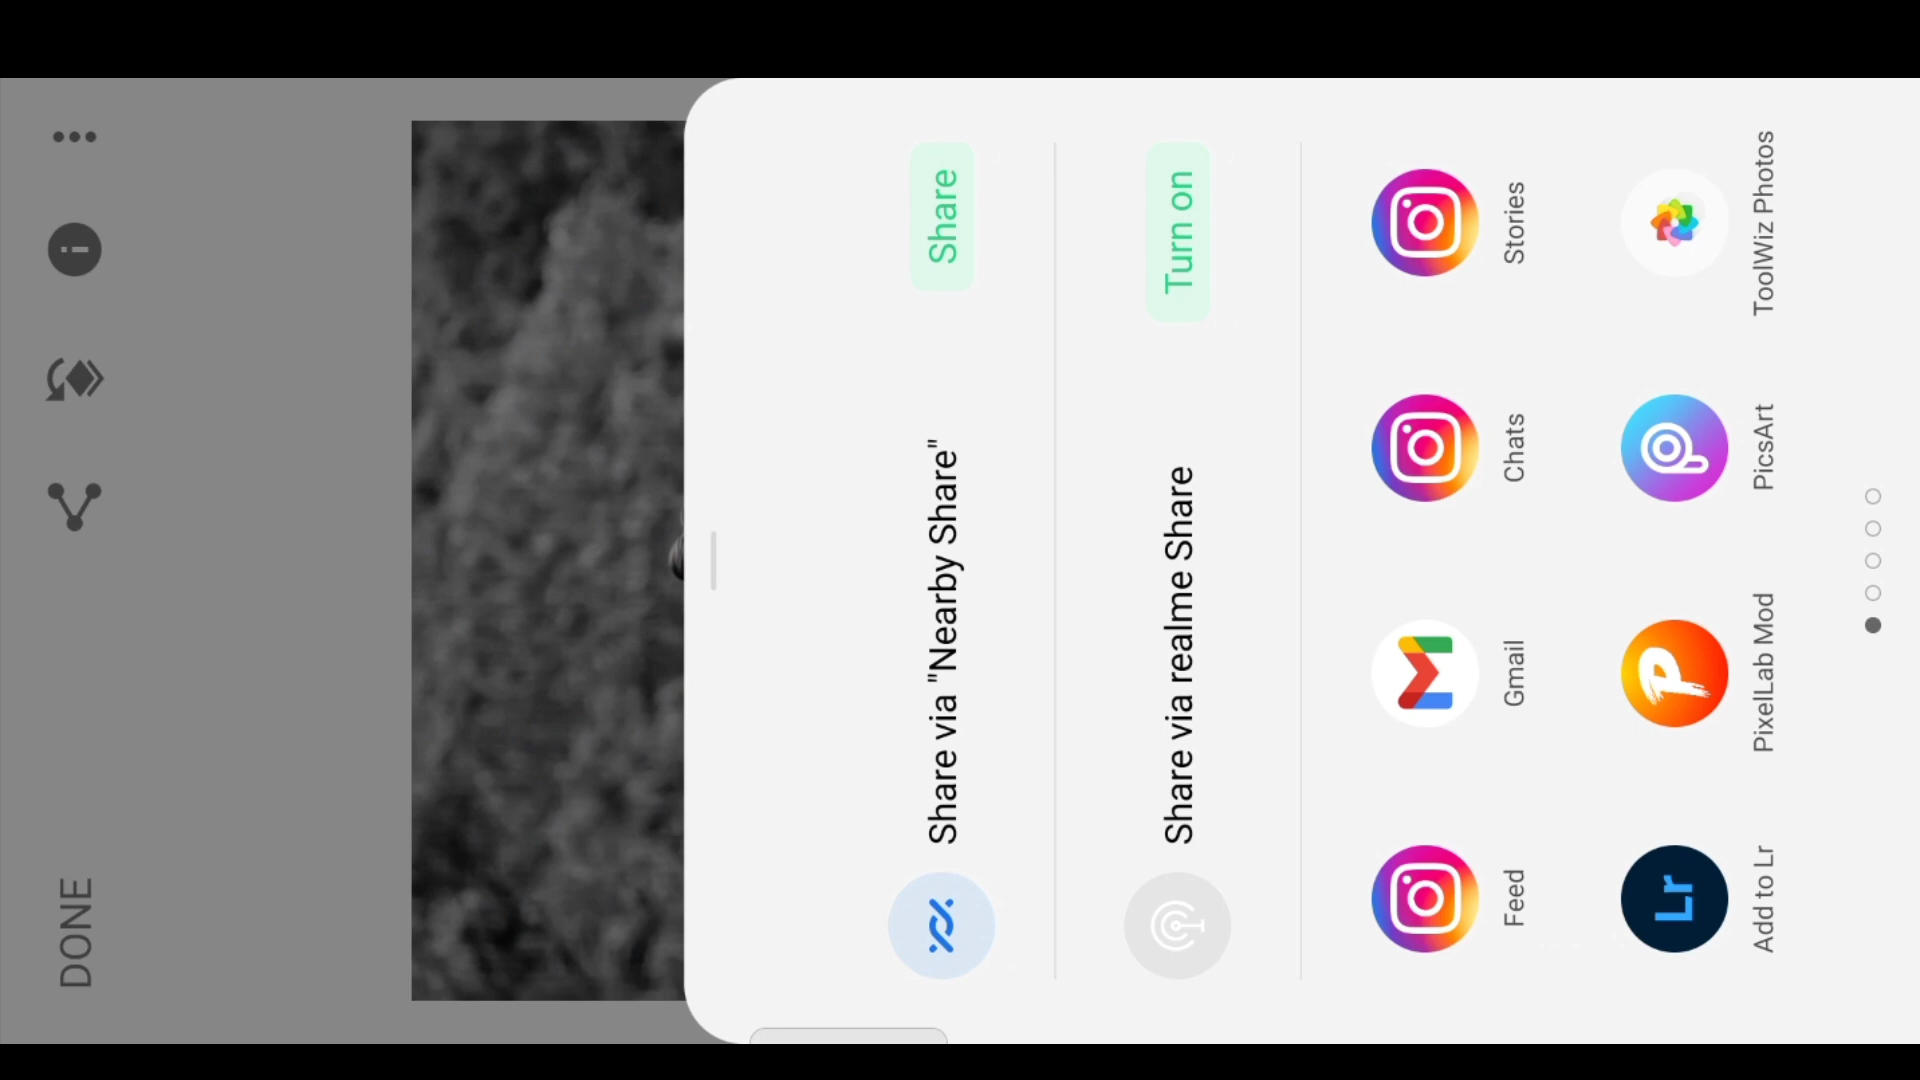 DONE
Share via "Nearby Share"
Share
Share via realme Share
Turn on
Feed
Gmail
Chats
Stories
Lr
Add to Lr
PixelLab Mod
PicsArt
ToolWiz Photos